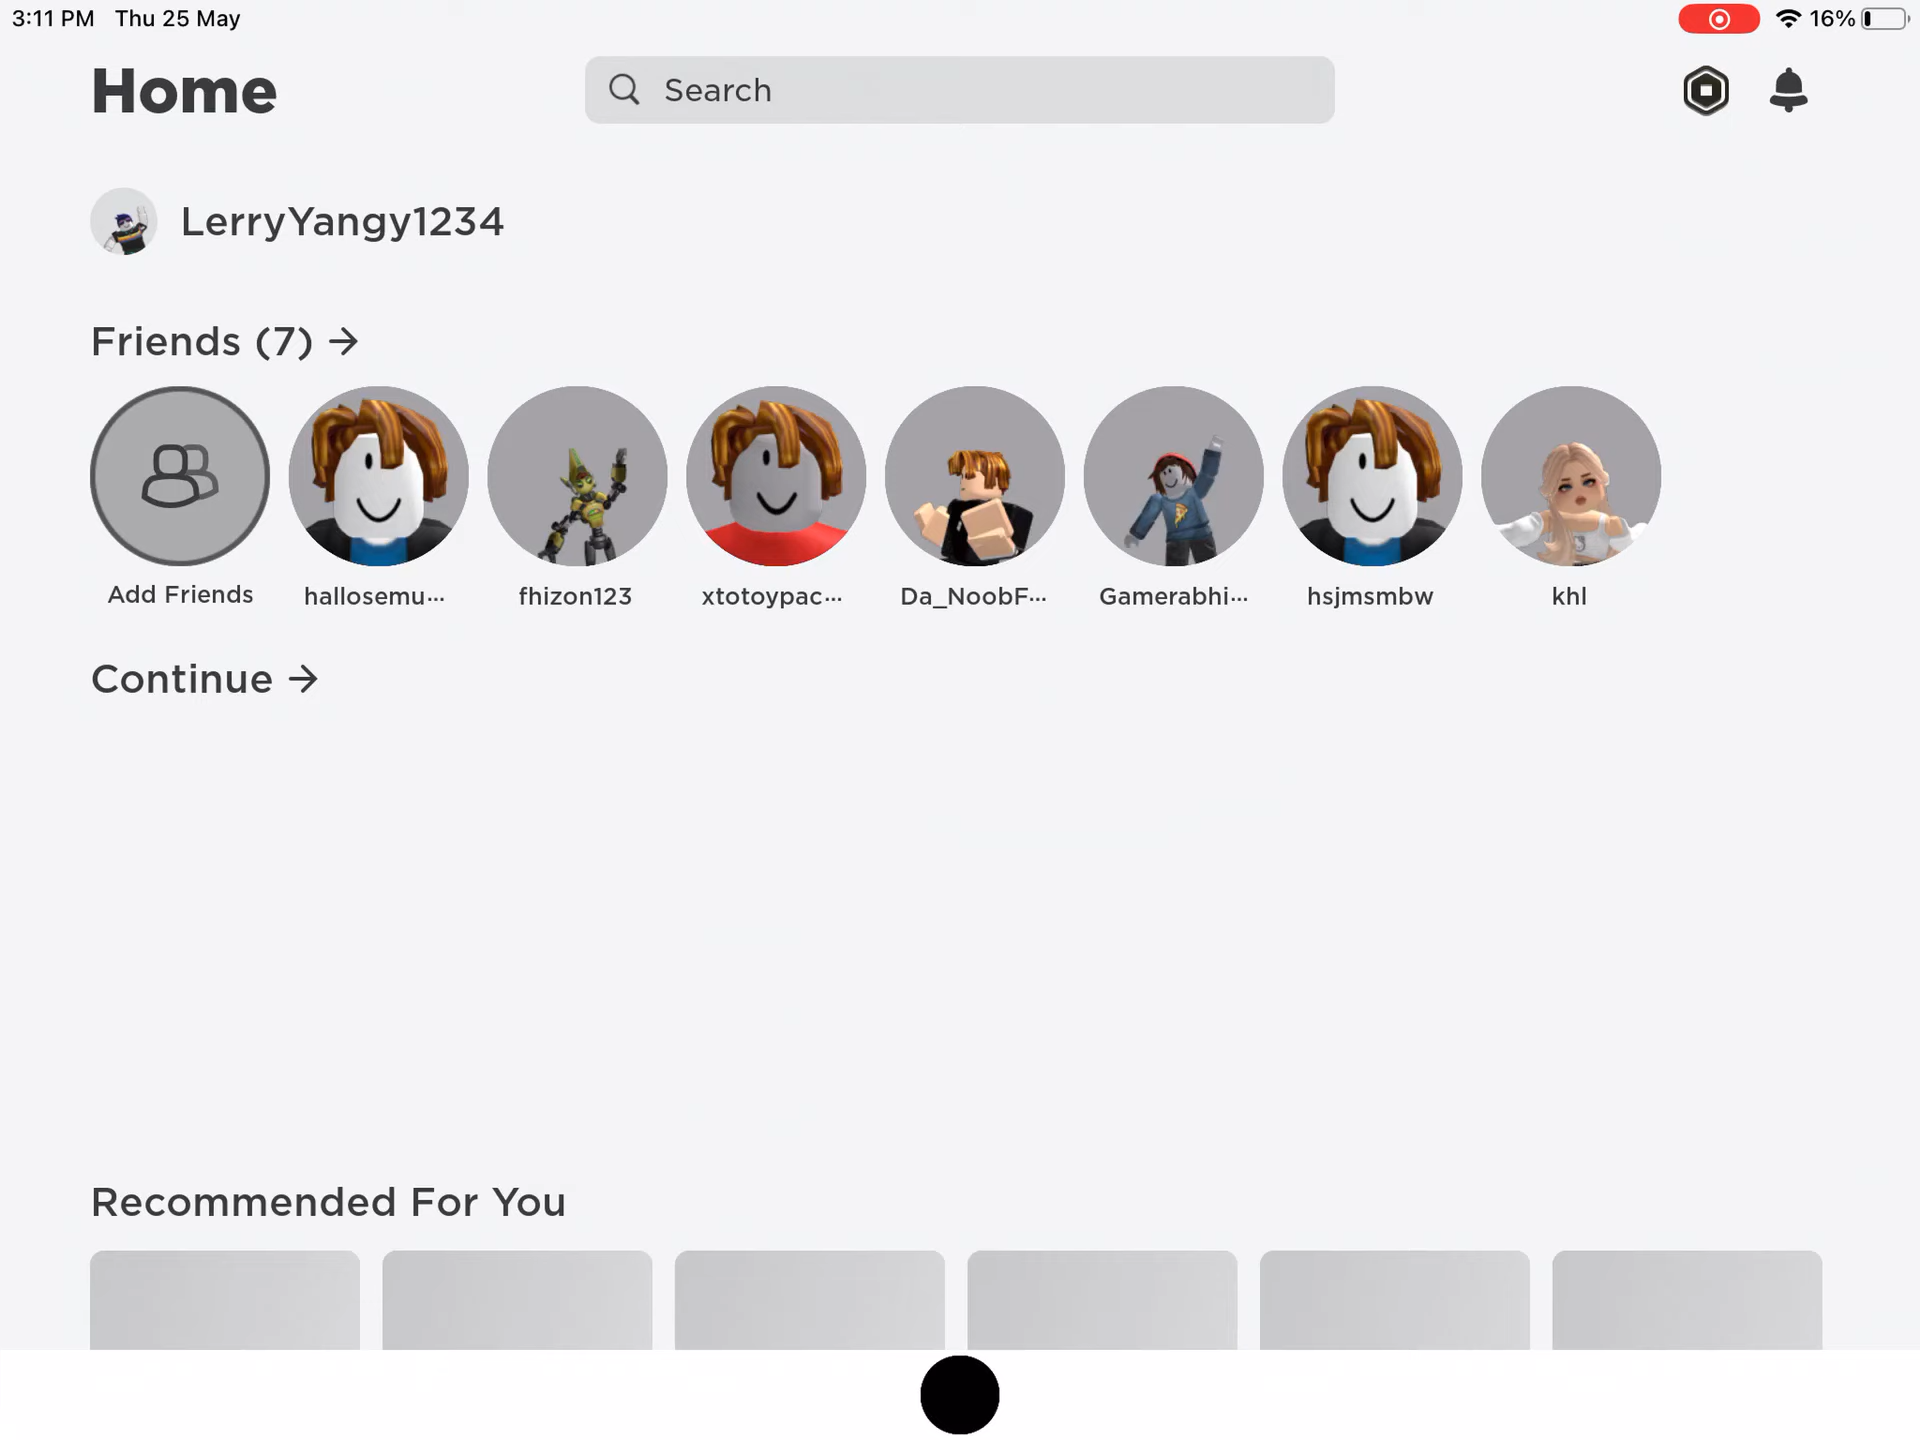 3:11 PM Thu 25 May 16%
Home
Search
LerryYangy1234
Friends (7) →
Add Friends hallosemu... fhizon123 xtotoypac... Da_NoobF... Gamerabhi... hsjmsmbw khl
Continue →
Recommended For You